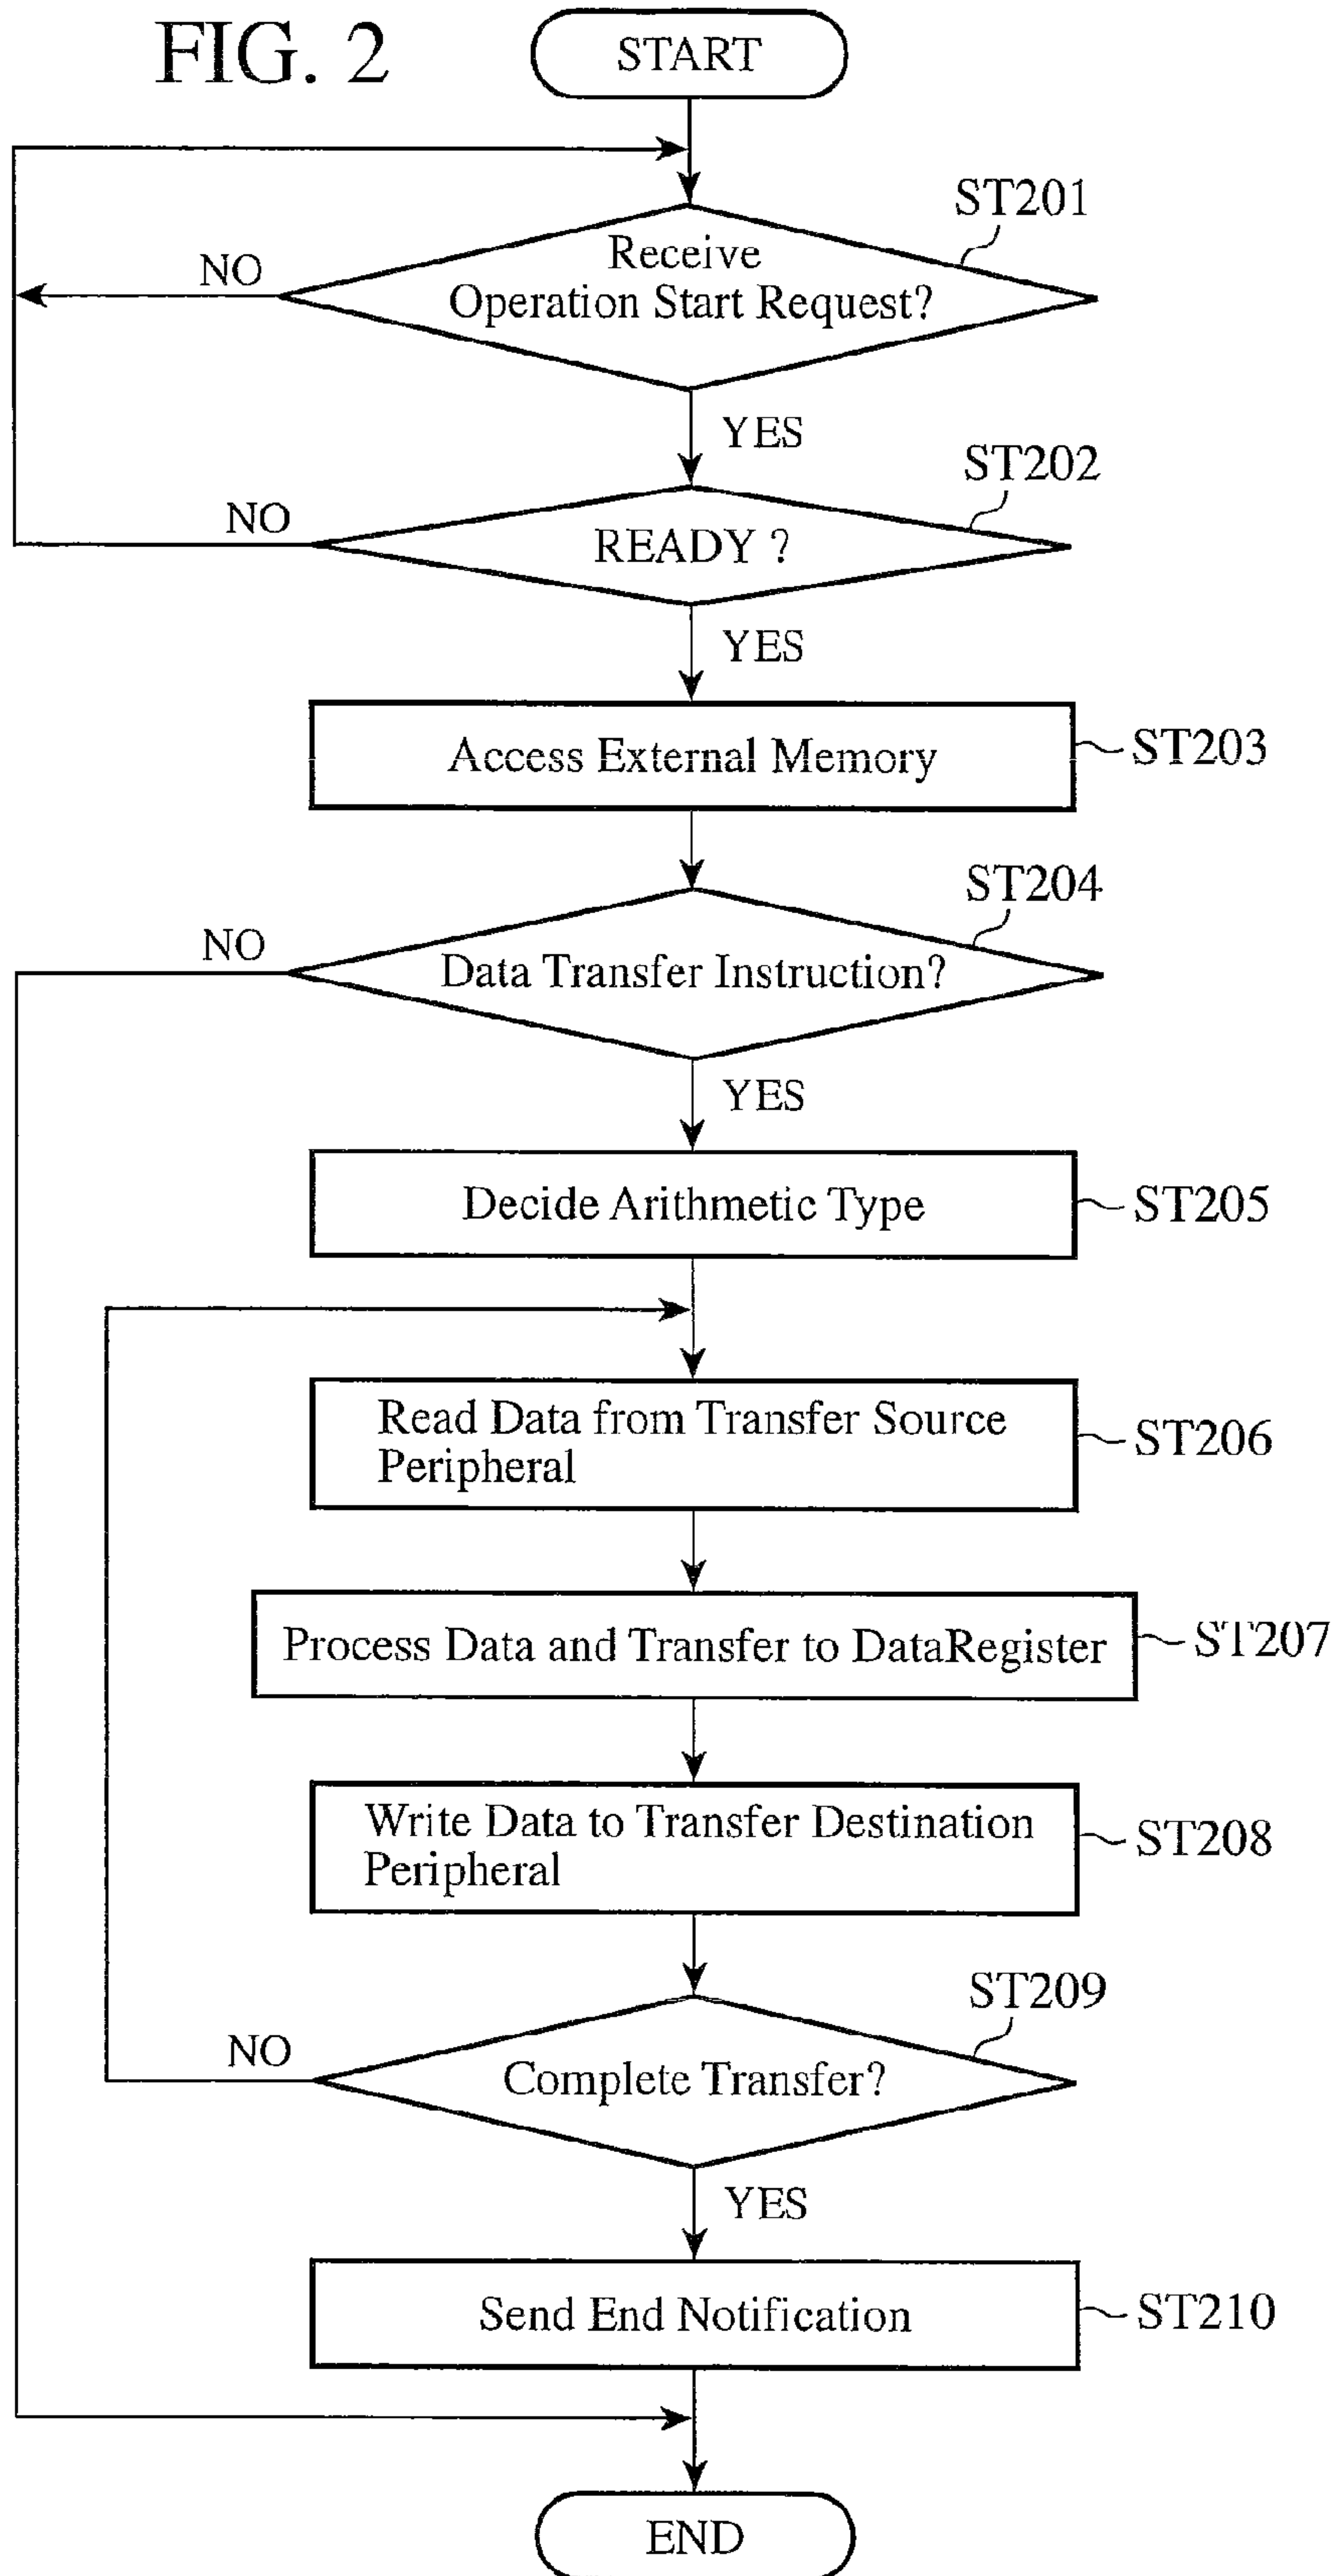 FIG. 2
START
ST201
Receive
Operation Start Request?
NO
YES
ST202
NO
READY ?
YES
Access External Memory
ST203
ST204
NO
Data Transfer Instruction?
YES
Decide Arithmetic Type
ST205
Read Data from Transfer Source
Peripheral
ST206
Process Data and Transfer to DataRegister
ST207
Write Data to Transfer Destination
Peripheral
ST208
ST209
NO
Complete Transfer?
YES
Send End Notification
ST210
END